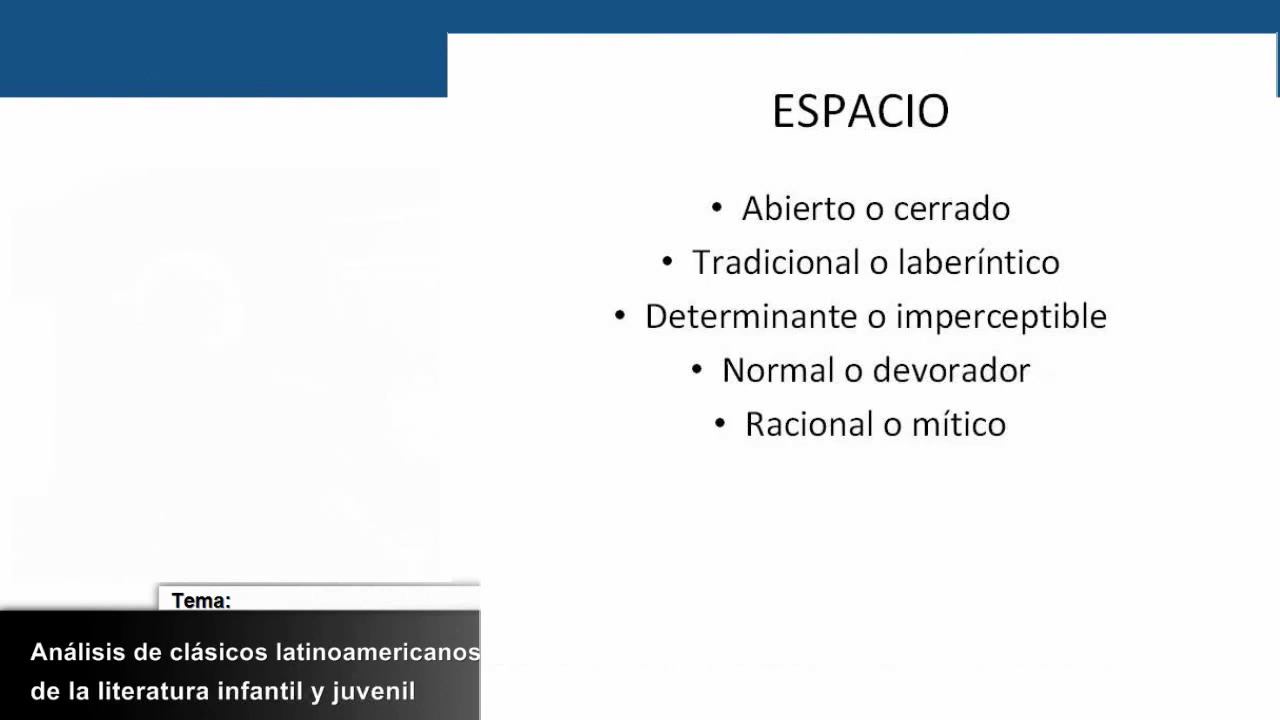 ESPACIO
• Abierto o cerrado
• Tradicional o laberíntico
• Determinante o imperceptible
• Normal o devorador
• Racional o mítico
Tema:
Análisis de clásicos latinoamericanos
de la literatura infantil y juvenil